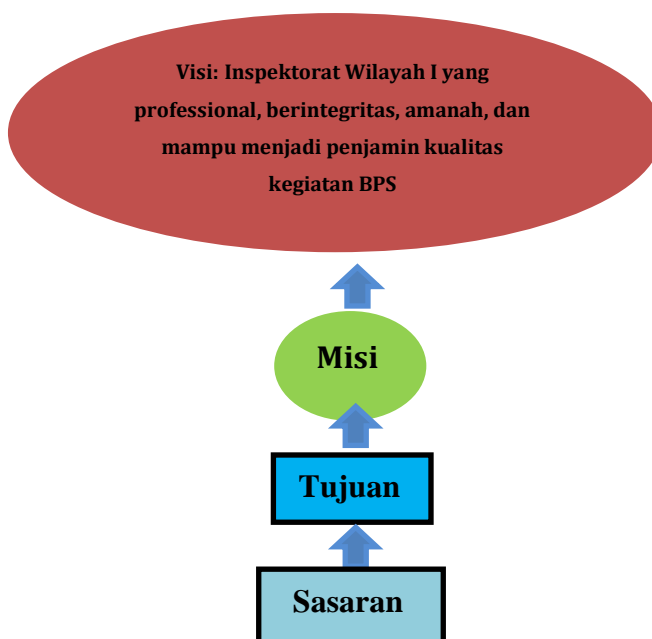 Visi: Inspektorat Wilayah I yang
professional, berintegritas, amanah, dan
mampu menjadi penjamin kualitas
kegiatan BPS
Misi
Tujuan
Sasaran